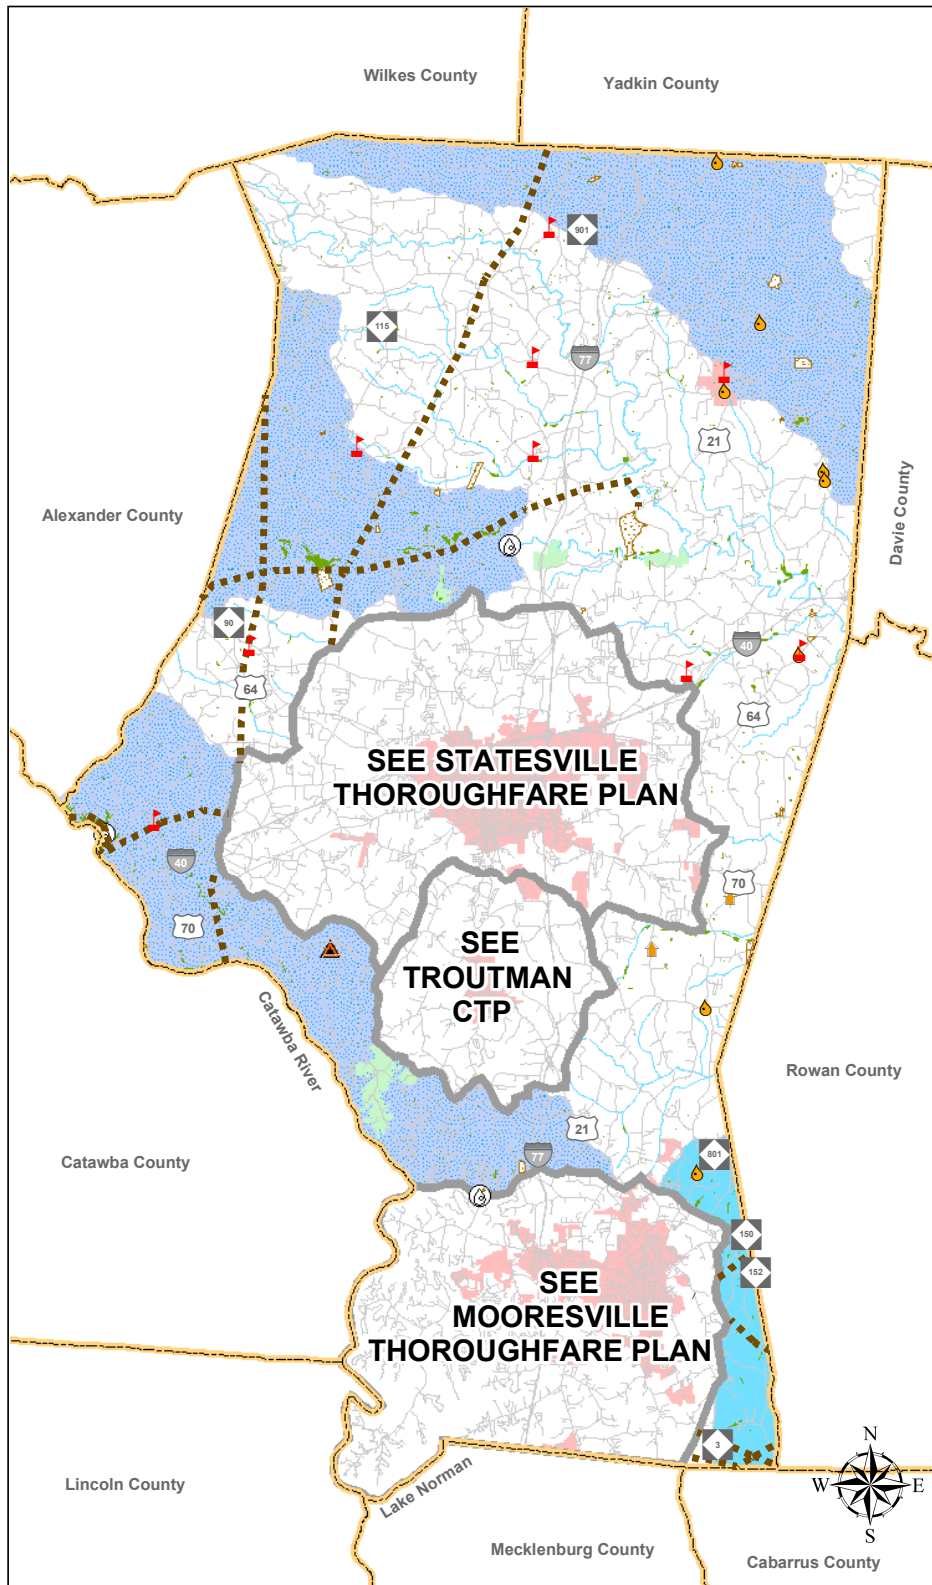 Wilkes County
Yadkin County
901
115
77
21
Alexander County
Davie County
90
40
64
64
SEE STATESVILLE
THOROUGHFARE PLAN
40
70
70
SEE
TROUTMAN
CTP
Catawba River
Rowan County
21
77
801
Catawba County
150
152
SEE
MOORESVILLE
THOROUGHFARE PLAN
3
N
W
E
S
Lincoln County
Lake Norman
Mecklenburg County
Cabarrus County